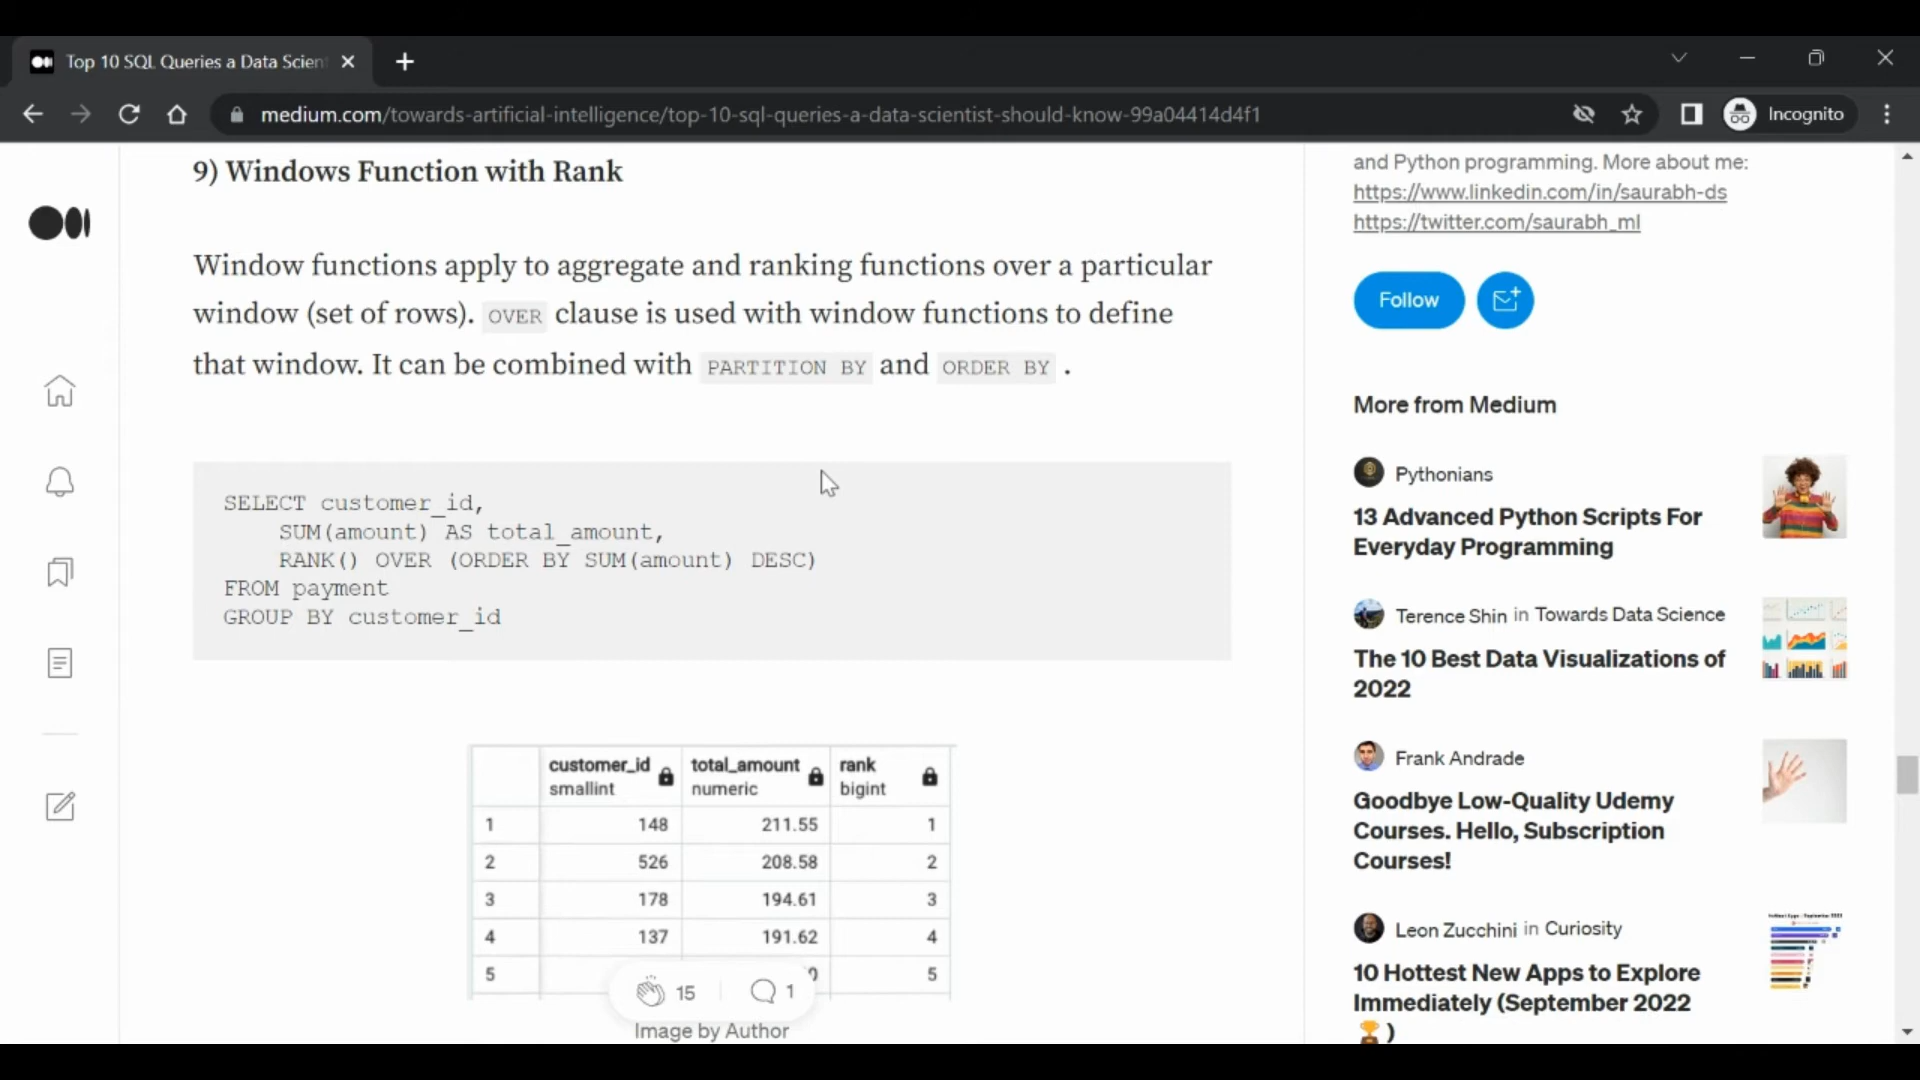 Top 10 SQL Queries a Data Scien
medium.com/towards-artificial-intelligence/top-10-sql-queries-a-data-scientist-should-know-99a04414d4f1
Incognito
9) Windows Function with Rank
Window functions apply to aggregate and ranking functions over a particular
window (set of rows). OVER clause is used with window functions to define
that window. It can be combined with PARTITION BY and ORDER BY .
SELECT customer_id,
SUM(amount) AS total_amount,
RANK() OVER (ORDER BY SUM(amount) DESC)
FROM payment
GROUP BY customer_id
customer_id total_amount rank
smallint numeric bigint
1 148 211.55 1
2 526 208.58 2
3 178 194.61 3
4 137 191.62 4
5 5
15 1
Image by Author
and Python programming. More about me:
https://www.linkedin.com/in/saurabh-ds
https://twitter.com/saurabh_ml
Follow
More from Medium
Pythonians
13 Advanced Python Scripts For
Everyday Programming
Terence Shin in Towards Data Science
The 10 Best Data Visualizations of
2022
Frank Andrade
Goodbye Low-Quality Udemy
Courses. Hello, Subscription
Courses!
Leon Zucchini in Curiosity
10 Hottest New Apps to Explore
Immediately (September 2022
🏆 )